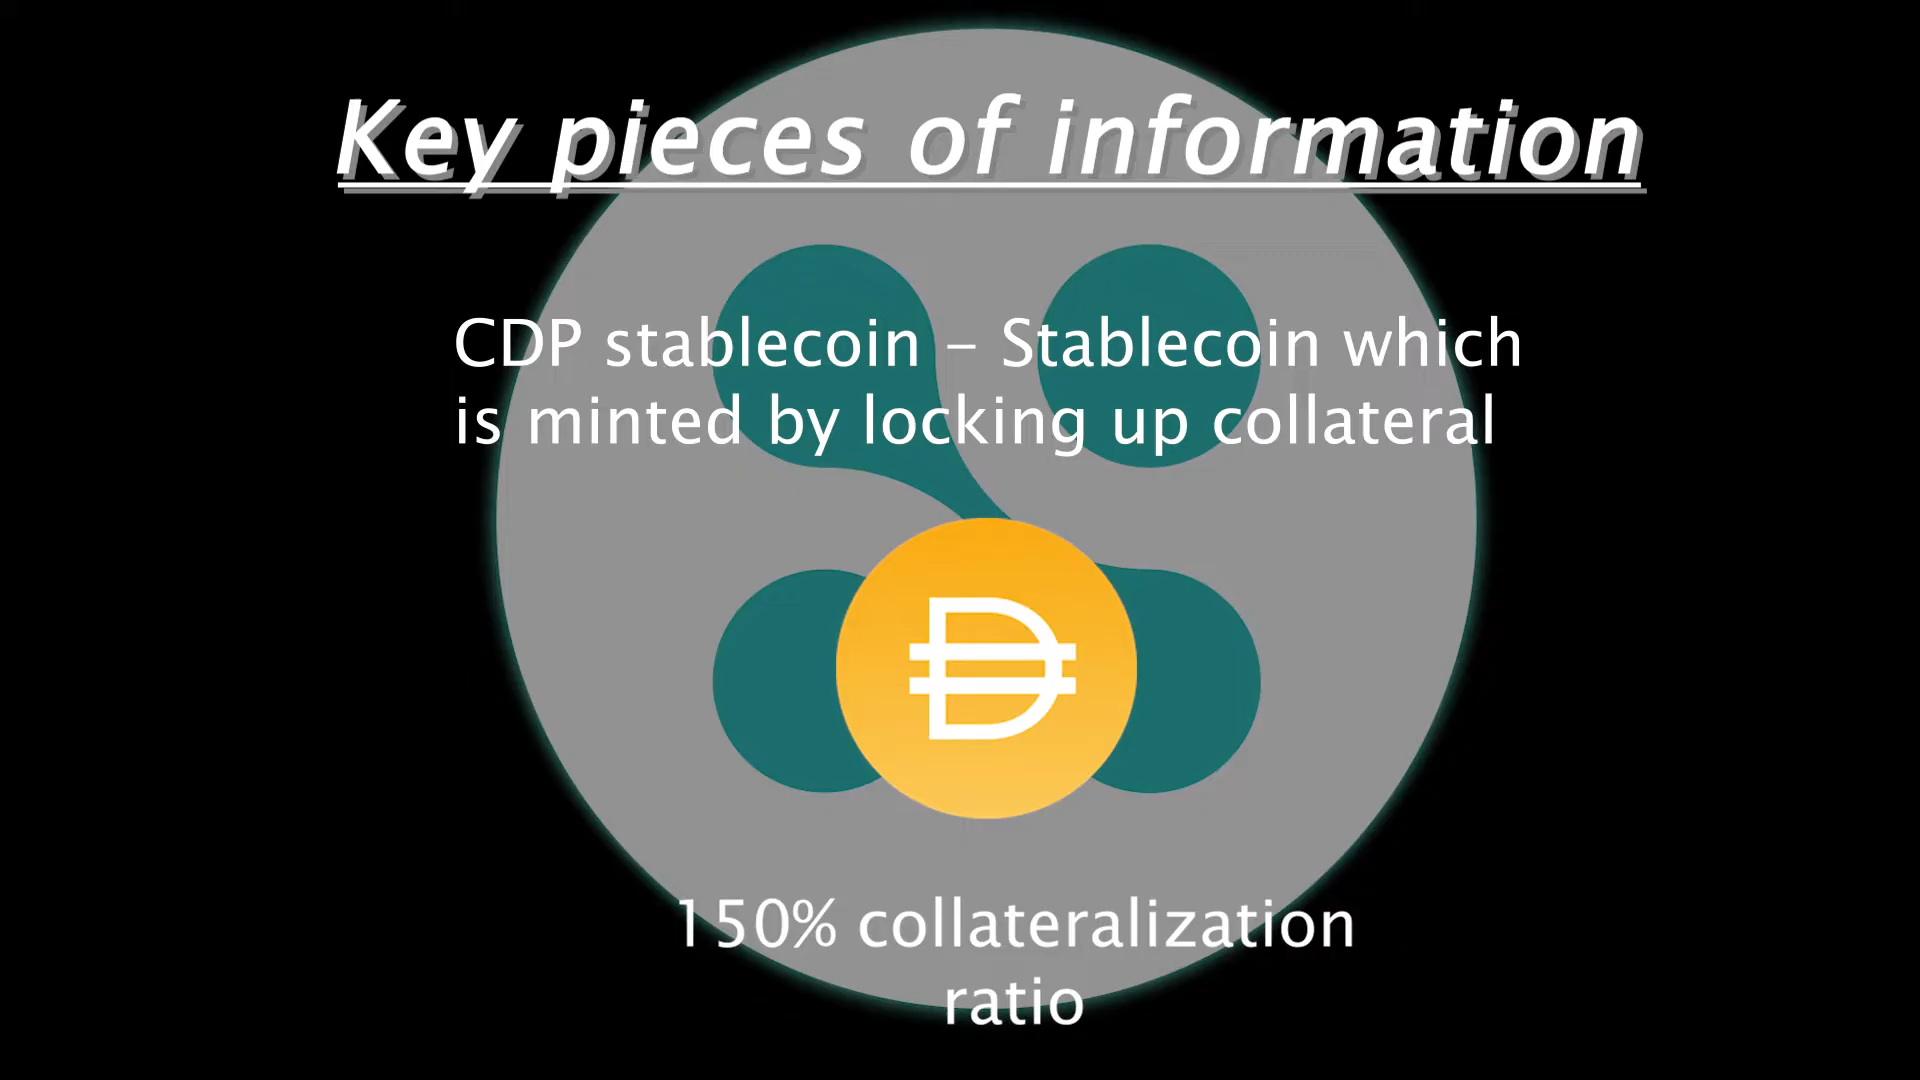 Key pieces of information
CDP stablecoin – Stablecoin which
is minted by locking up collateral
150% collateralization
ratio